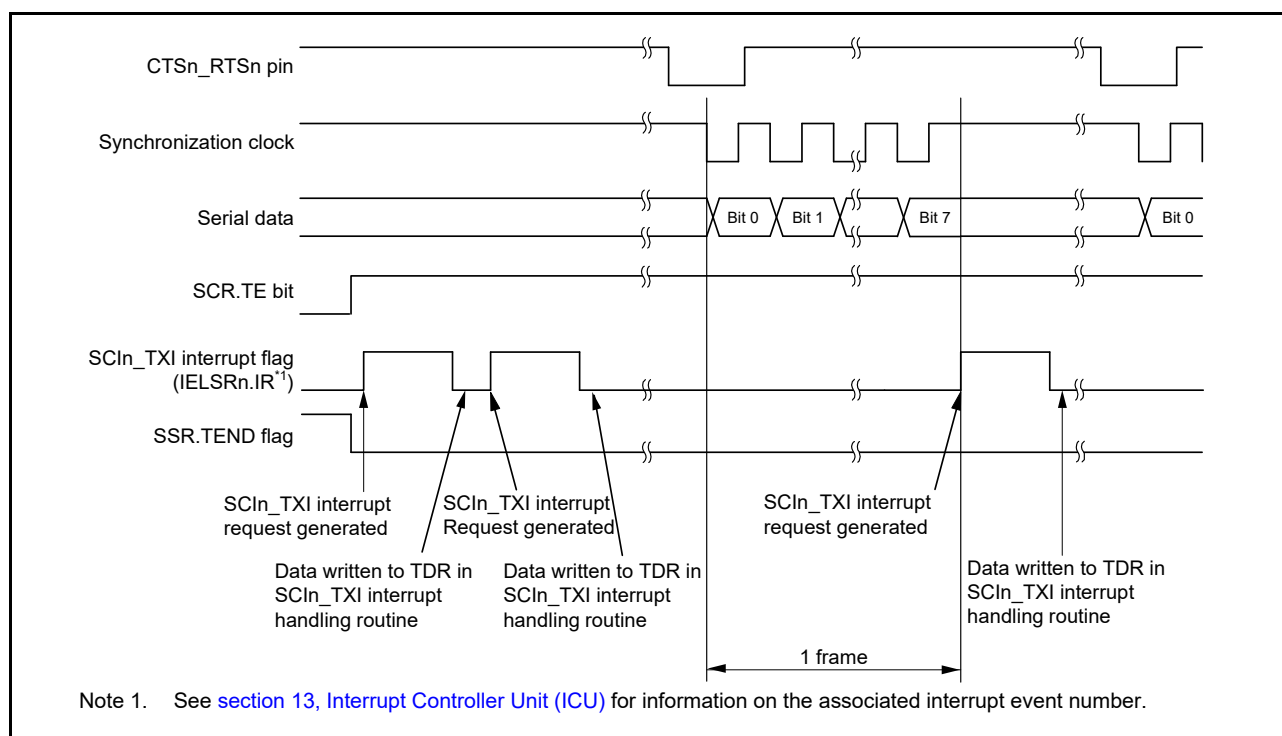 CTSn_RTSn pin
Synchronization clock
Serial data
Bit 0
Bit 1
Bit 7
Bit 0
SCR.TE bit
SCIn_TXI interrupt flag
(IELSRn.IR*1)
SSR.TEND flag
SCIn_TXI interrupt
request generated
SCIn_TXI interrupt
Request generated
SCIn_TXI interrupt
request generated
Data written to TDR in
SCIn_TXI interrupt
handling routine
Data written to TDR in
SCIn_TXI interrupt
handling routine
Data written to TDR in
SCIn_TXI interrupt
handling routine
1 frame
Note 1. See section 13, Interrupt Controller Unit (ICU) for information on the associated interrupt event number.